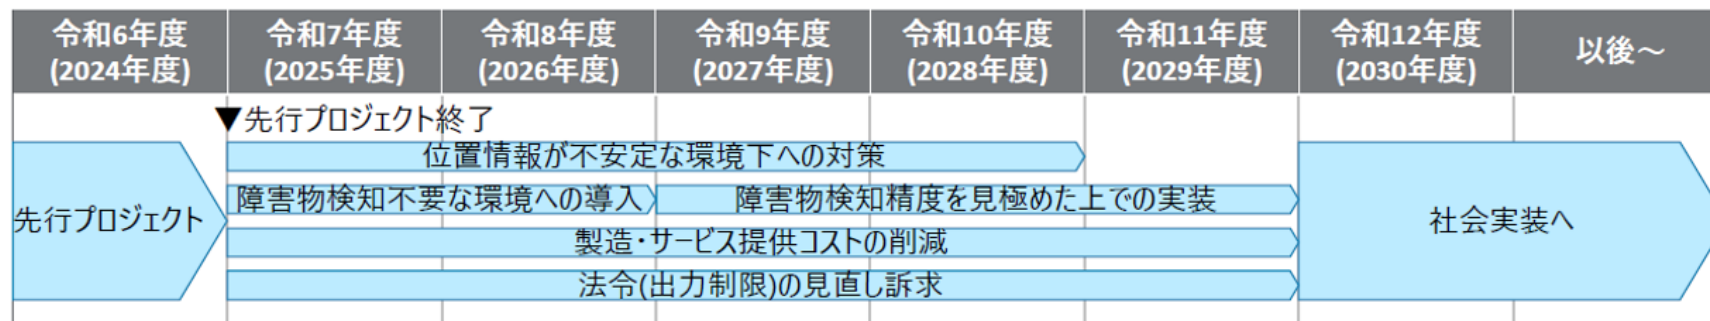 令和6年度
(2024年度)
令和7年度
(2025年度)
令和8年度
(2026年度)
令和9年度
(2027年度)
令和10年度
(2028年度)
令和11年度
(2029年度)
令和12年度
(2030年度)
以後～
▼先行プロジェクト終了
先行プロジェクト
位置情報が不安定な環境下への対策
障害物検知不要な環境への導入
障害物検知精度を見極めた上での実装
製造・サービス提供コストの削減
法令(出力制限)の見直し訴求
社会実装へ